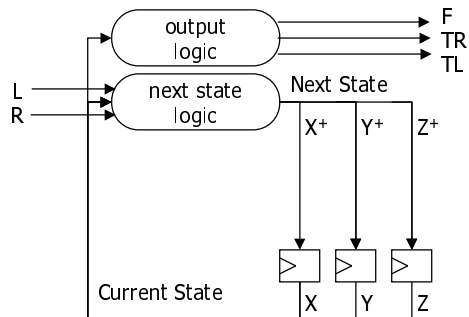 output
logic
F
TR
TL
L
R
next state
logic
Next State
X+
Y+
Z+
Current State
X
Y
Z